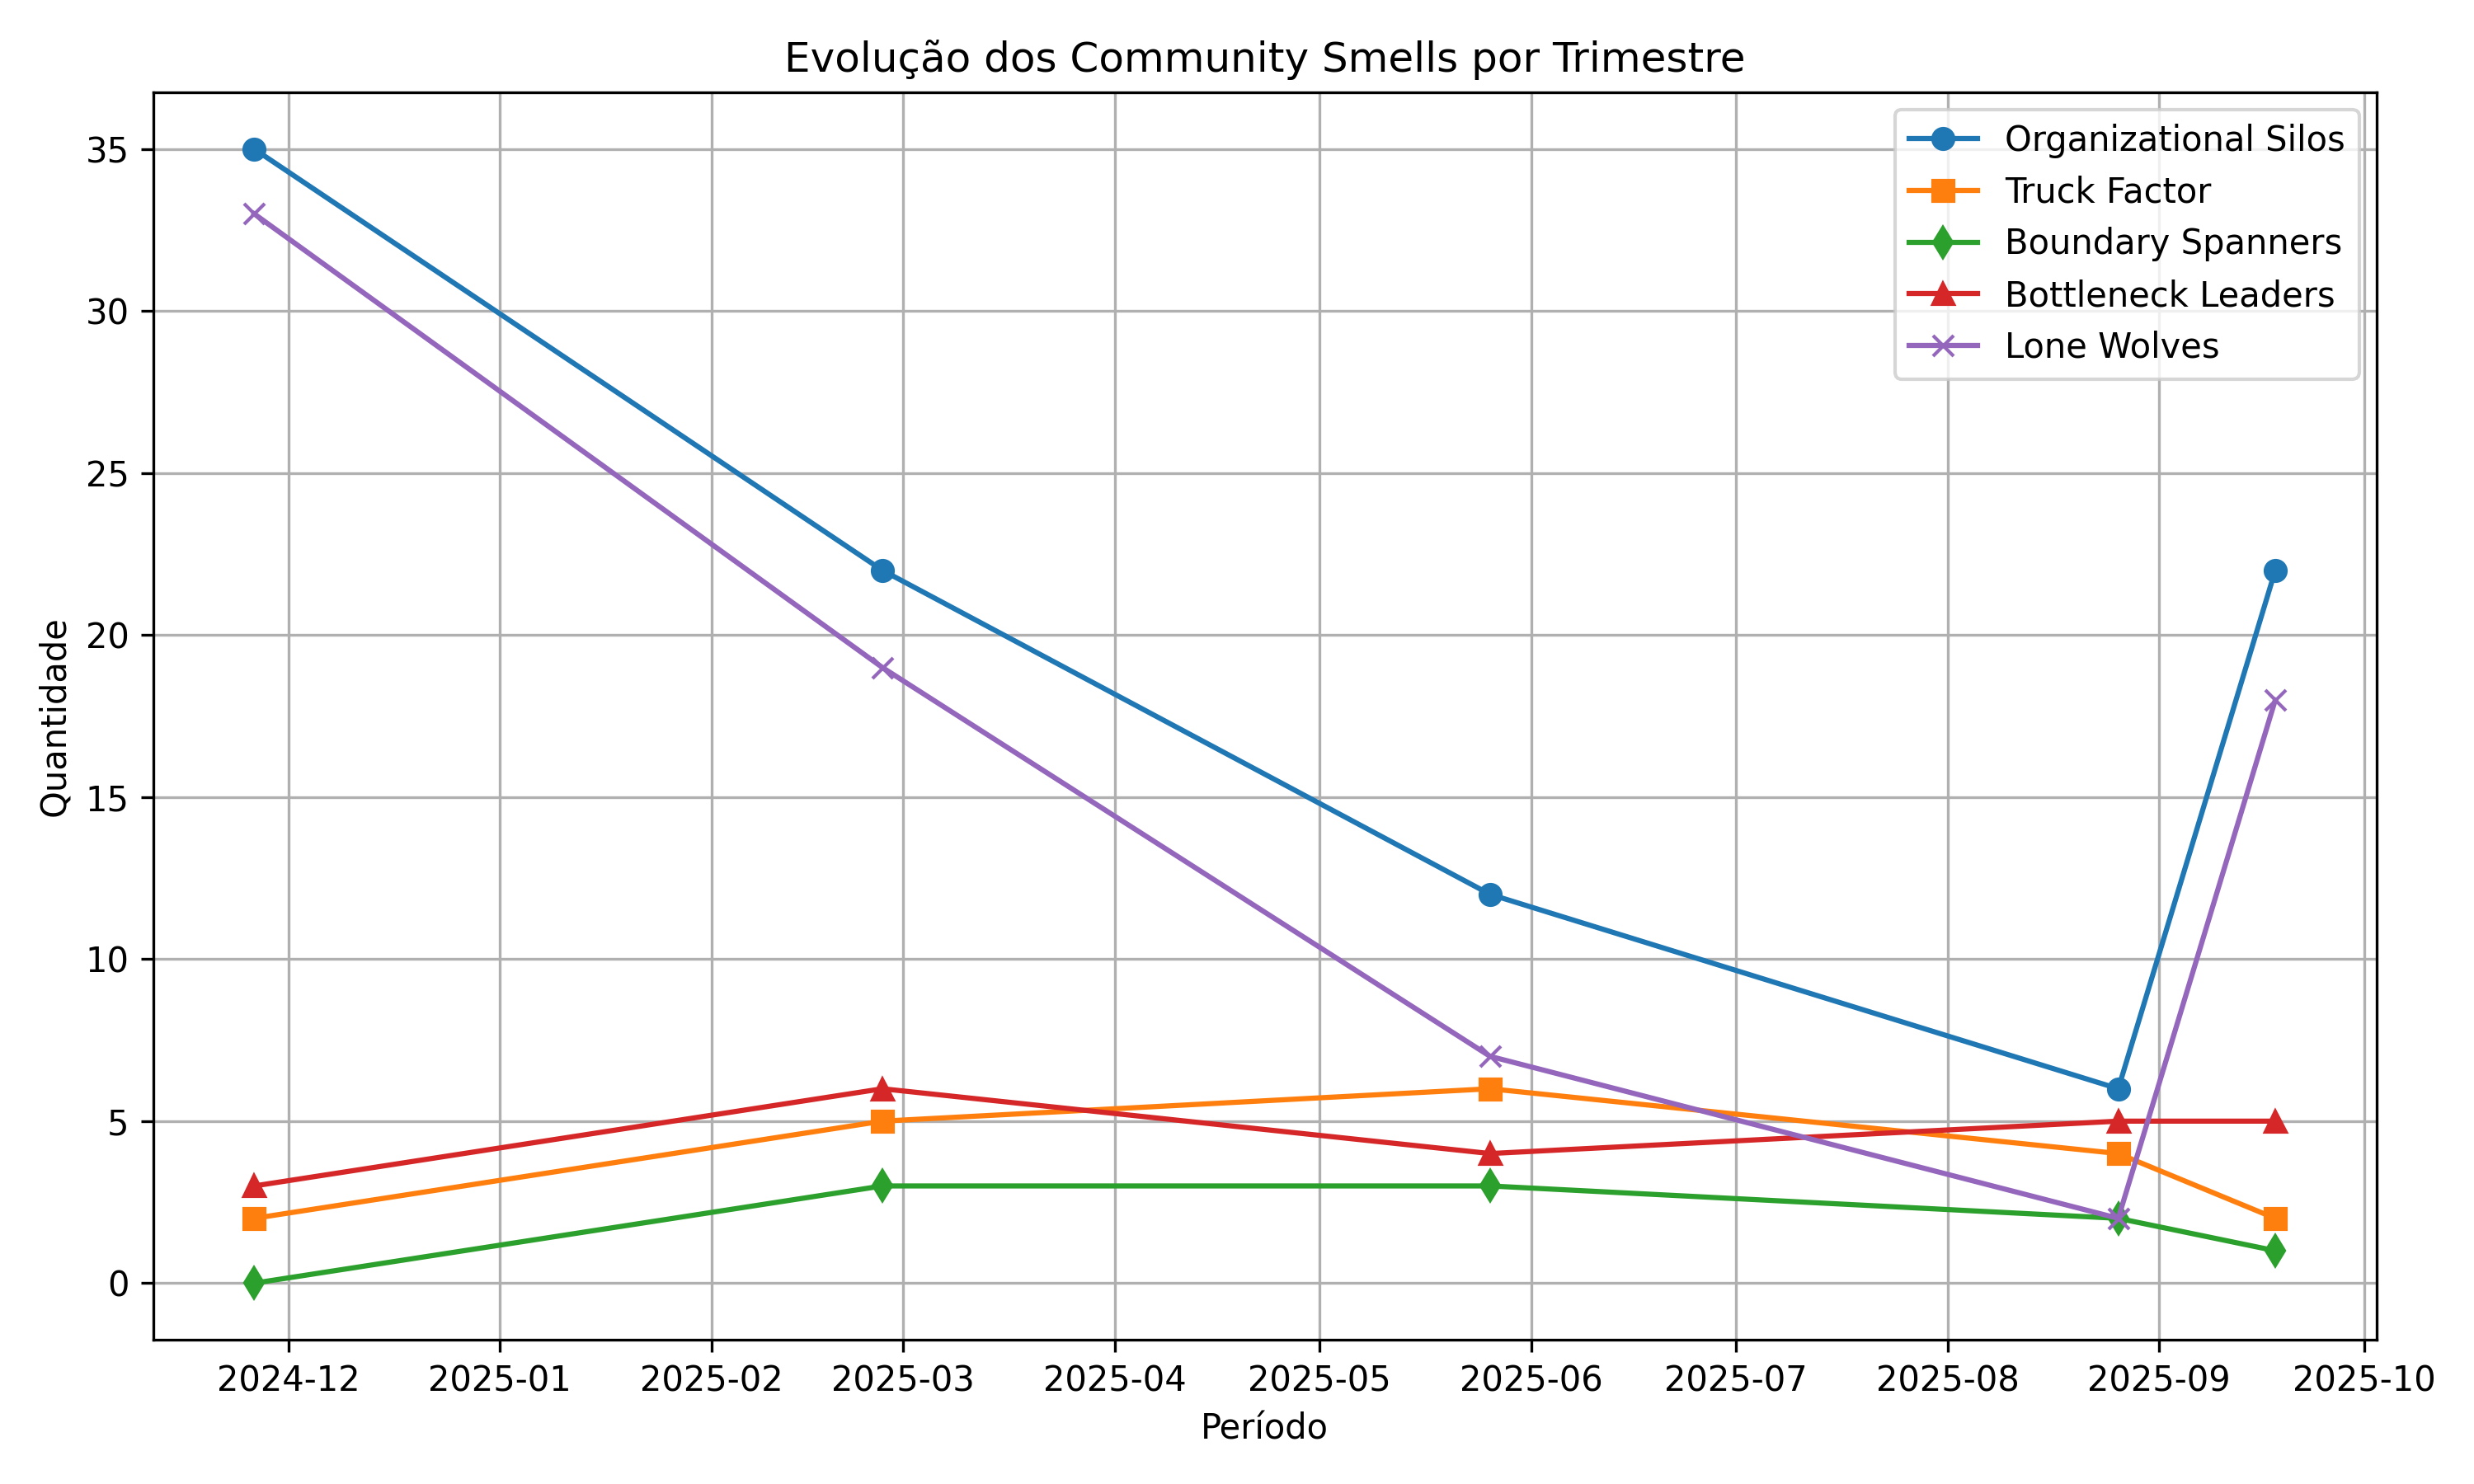 Evolução dos Community Smells por Trimestre
Organizational Silos
Truck Factor
Boundary Spanners
Bottleneck Leaders
Lone Wolves
35
30
25
20
15
10
5
0
Quantidade
2024-12 2025-01 2025-02 2025-03 2025-04 2025-05 2025-06 2025-07 2025-08 2025-09 2025-10
Período